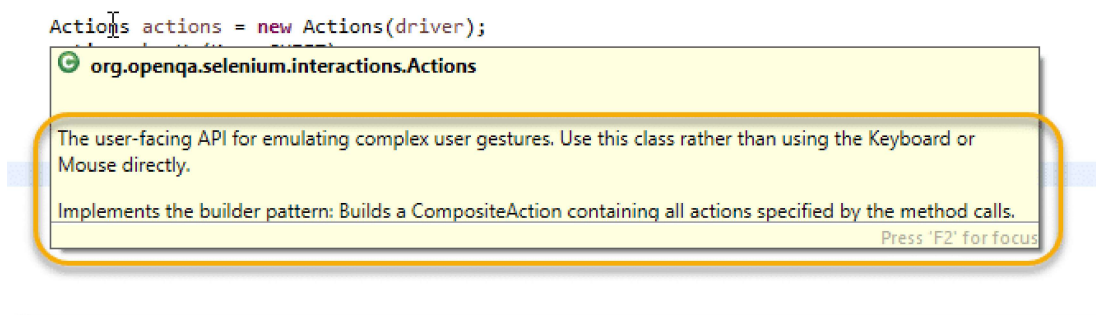 Actions actions = new Actions(driver);
org.openqa.selenium.interactions.Actions
The user-facing API for emulating complex user gestures. Use this class rather than using the Keyboard or
Mouse directly.
Implements the builder pattern: Builds a CompositeAction containing all actions specified by the method calls.
Press 'F2' for focus